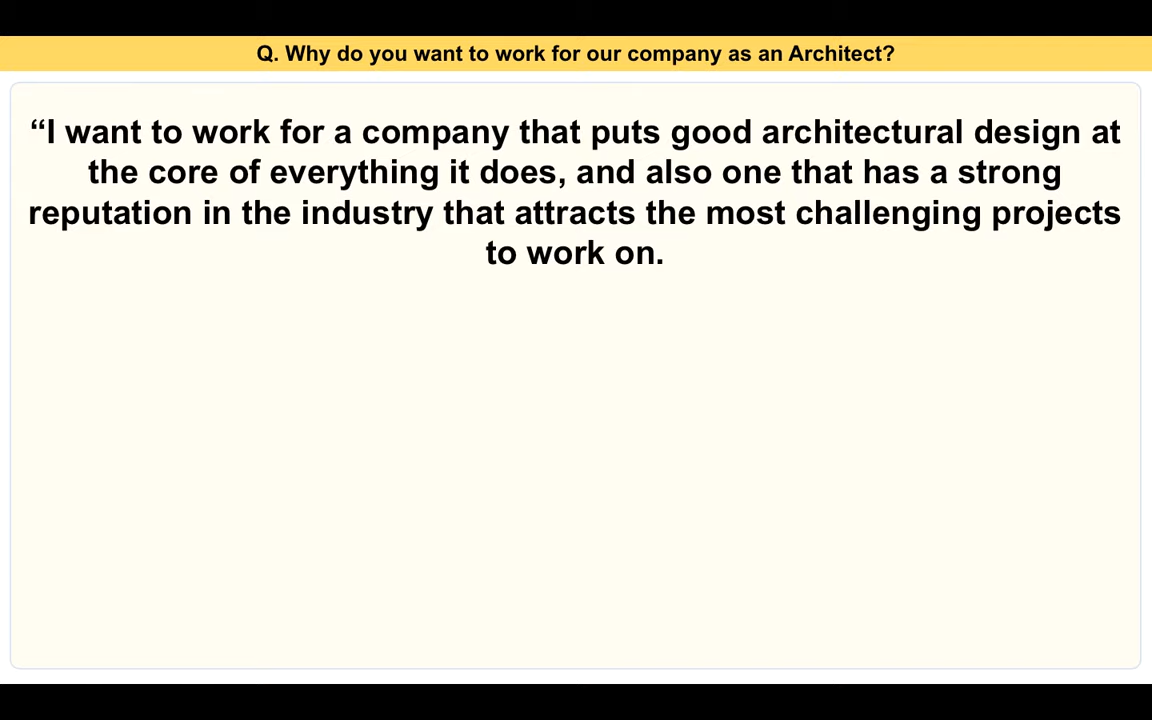 Q. Why do you want to work for our company as an Architect?
“I want to work for a company that puts good architectural design at
the core of everything it does, and also one that has a strong
reputation in the industry that attracts the most challenging projects
to work on.